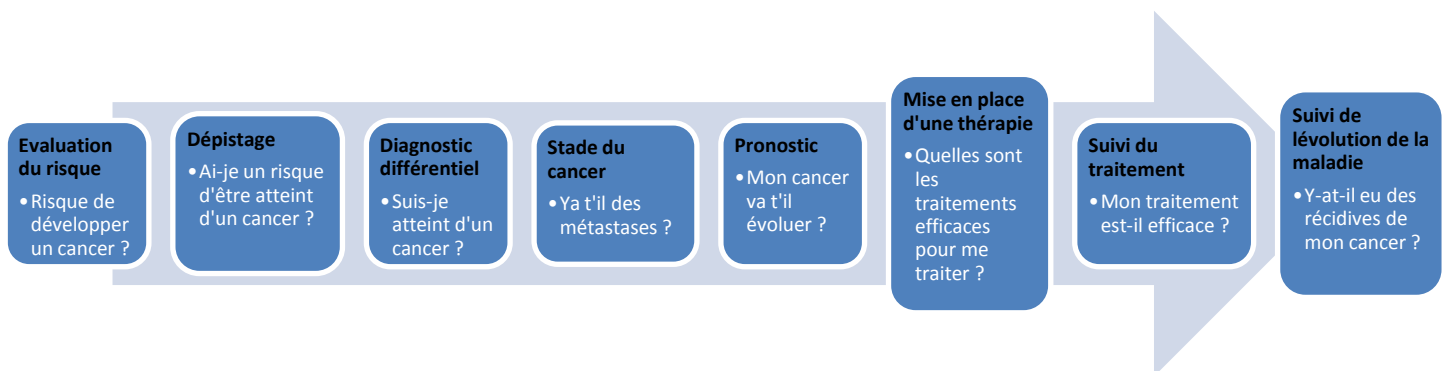 Evaluation
du risque
•Risque de
développer
un cancer ?
Dépistage
•Ai-je un risque
d'être atteint
d'un cancer ?
Diagnostic
différentiel
•Suis-je
atteint d'un
cancer ?
Stade du
cancer
•Ya t'il des
métastases ?
Pronostic
•Mon cancer
va t'il
évoluer ?
Mise en place
d'une thérapie
•Quelles sont
les
traitements
efficaces
pour me
traiter ?
Suivi du
traitement
•Mon traitement
est-il efficace ?
Suivi de
lévolution de la
maladie
•Y-at-il eu des
récidives de
mon cancer ?